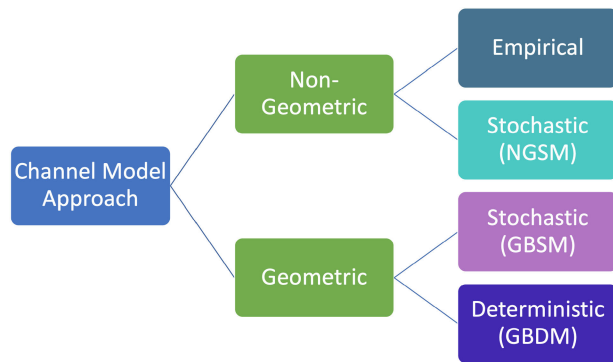 Channel Model
Approach
Non-
Geometric
Geometric
Empirical
Stochastic
(NGSM)
Stochastic
(GBSM)
Deterministic
(GBDM)